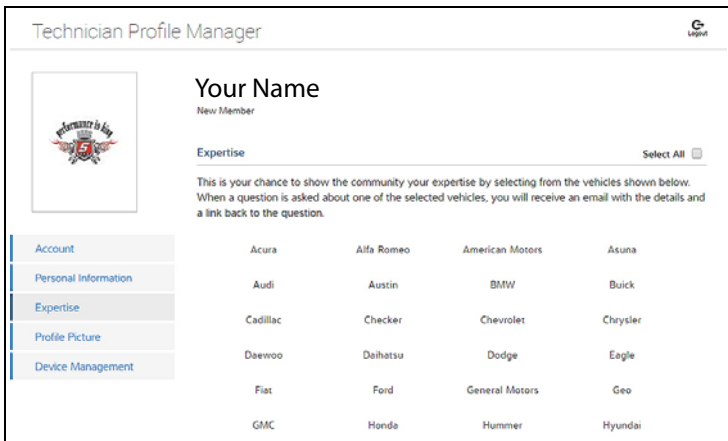 Technician Profile Manager
Logout
performance is king
S
Your Name
New Member
Expertise
Select All
This is your chance to show the community your expertise by selecting from the vehicles shown below.
When a question is asked about one of the selected vehicles, you will receive an email with the details and
a link back to the question.
Account
Personal Information
Expertise
Profile Picture
Device Management
Acura Alfa Romeo American Motors Asuna
Audi Austin BMW Buick
Cadillac Checker Chevrolet Chrysler
Daewoo Daihatsu Dodge Eagle
Fiat Ford General Motors Geo
GMC Honda Hummer Hyundai